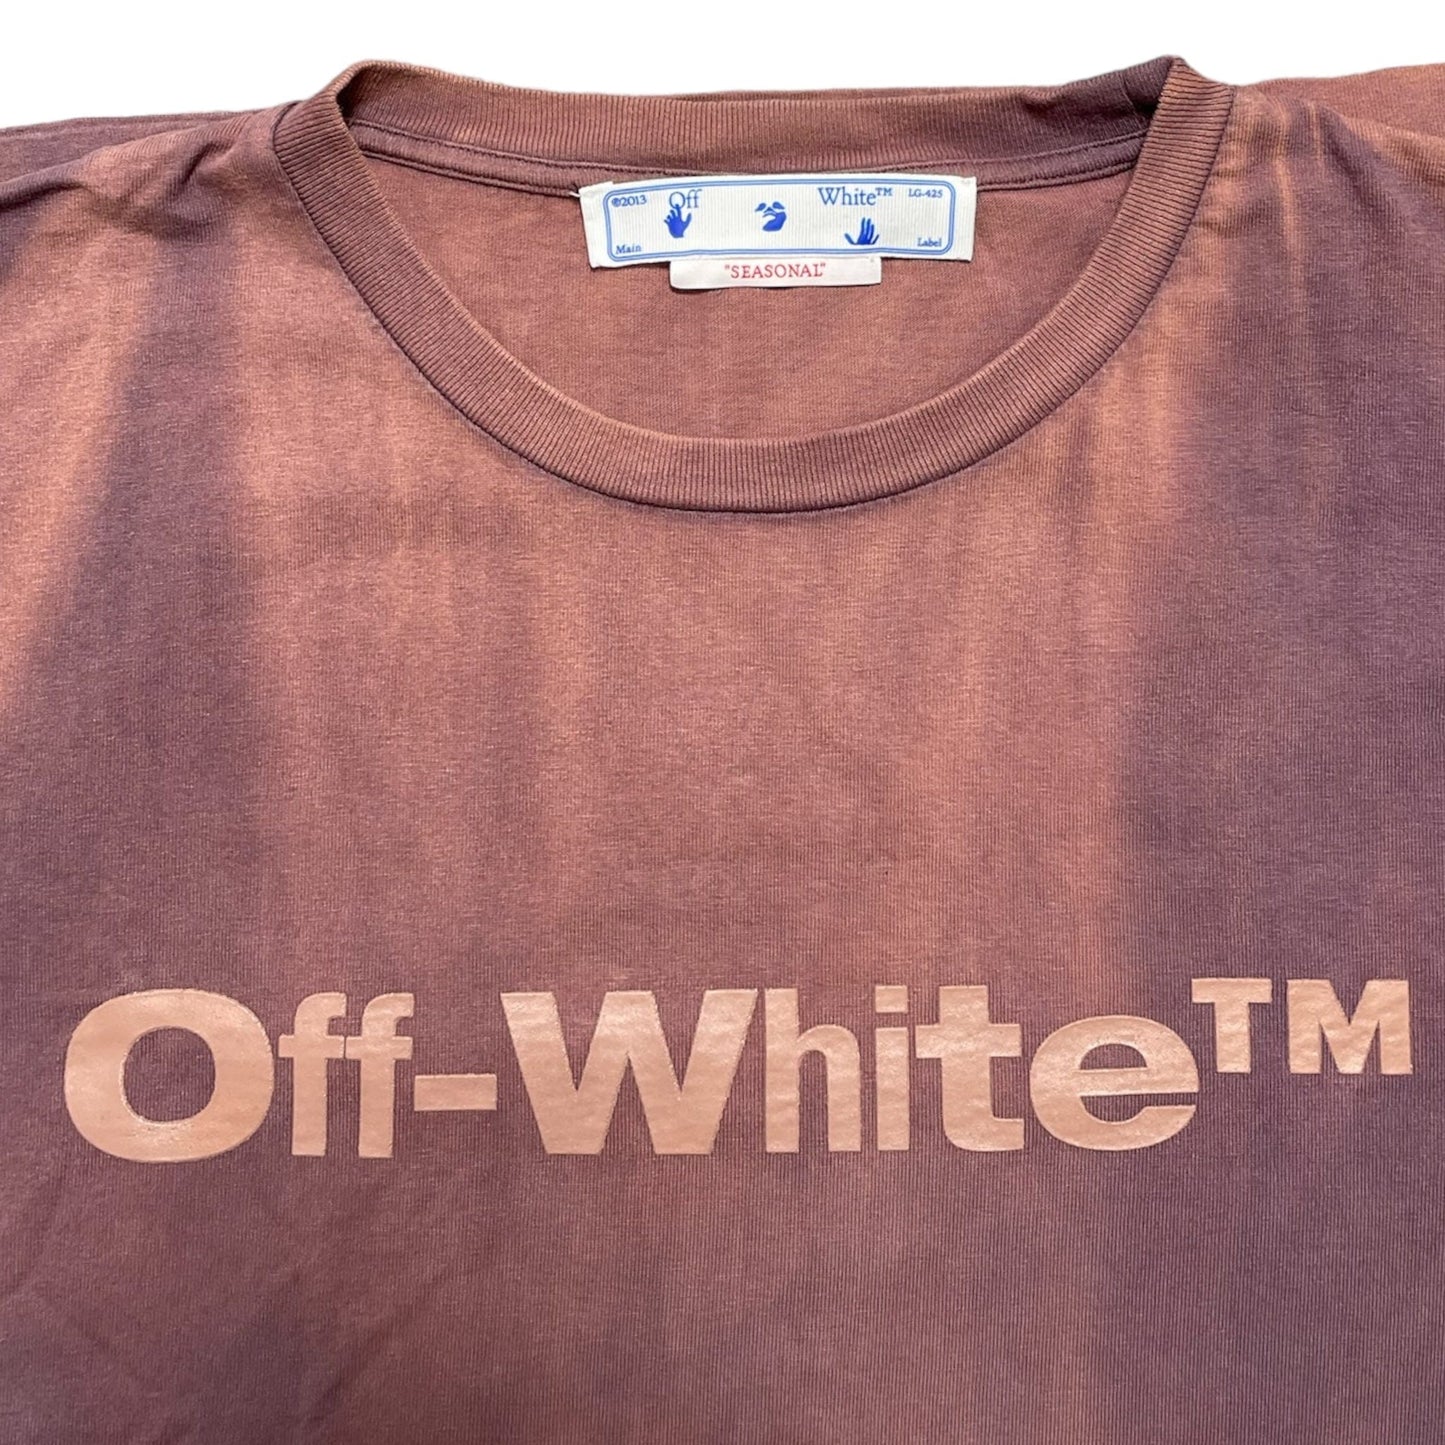 ©2013 Off White™ LG-425
Main Label
"SEASONAL"
Off-White™